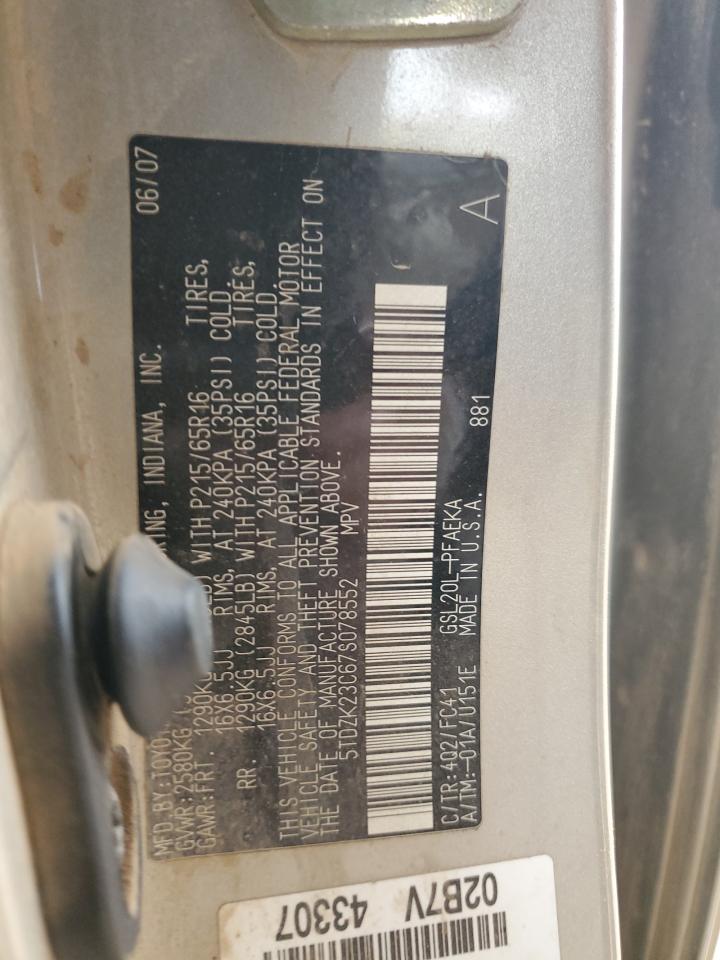 MFD.BY:TOYO ING, INDIANA, INC. 06/07
GVWR:2580KG
GAWR:FRT. 1290KG LB) WITH P215/65R16 TIRES,
16X6.5JJ RIMS, AT 240KPA (35PSI) COLD.
RR. 1290KG (2845LB) WITH P215/65R16 TIRES,
16X6.5JJ RIMS, AT 240KPA (35PSI) COLD.
THIS VEHICLE CONFORMS TO ALL APPLICABLE FEDERAL MOTOR
VEHICLE SAFETY AND THEFT PREVENTION STANDARDS IN EFFECT ON
THE DATE OF MANUFACTURE SHOWN ABOVE.
5TDZK23C67S078552 MPV
C/TR:4Q2/FC41 GSL20L-PFAEKA
A/TM:-01A/U151E MADE IN U.S.A. 881 A
02B7V 43307